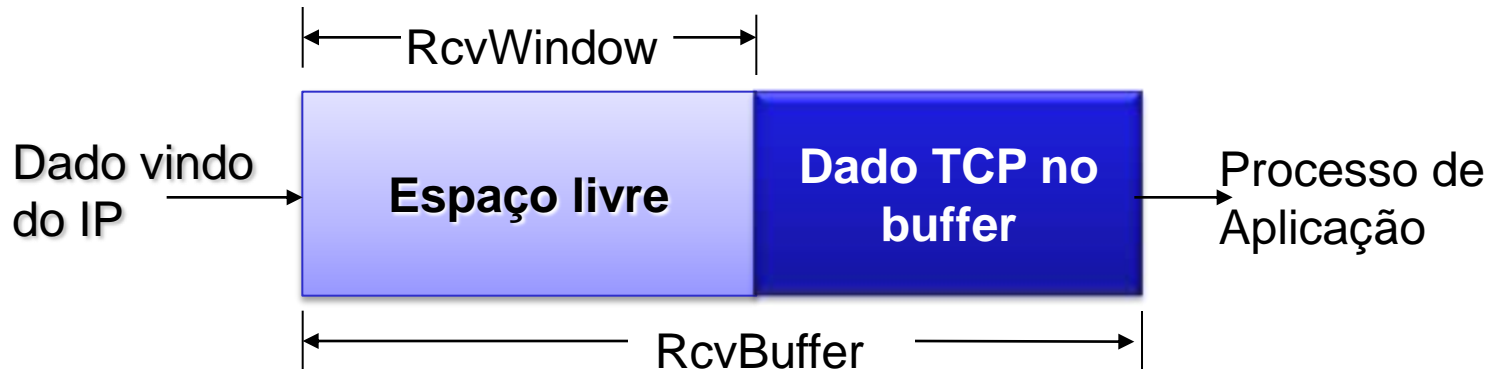 RcvWindow
Dado vindo
do IP
Espaço livre
Dado TCP no
buffer
Processo de
Aplicação
RcvBuffer